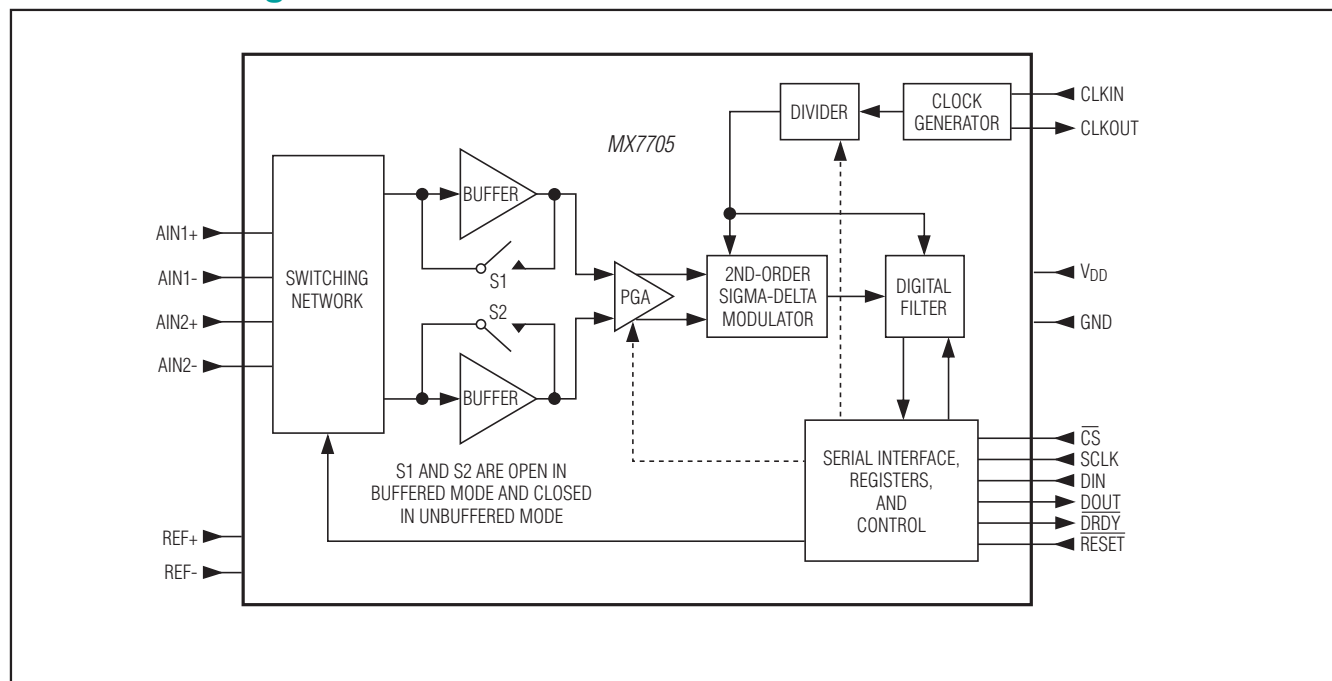 CLKIN
CLKOUT
CLOCK
GENERATOR
DIVIDER
MX7705
BUFFER
S1
AIN1+
AIN1-
AIN2+
AIN2-
SWITCHING
NETWORK
PGA
2ND-ORDER
SIGMA-DELTA
MODULATOR
DIGITAL
FILTER
VDD
GND
S2
BUFFER
S1 AND S2 ARE OPEN IN
BUFFERED MODE AND CLOSED
IN UNBUFFERED MODE
SERIAL INTERFACE,
REGISTERS,
AND
CONTROL
CS
SCLK
DIN
DOUT
DRDY
RESET
REF+
REF-